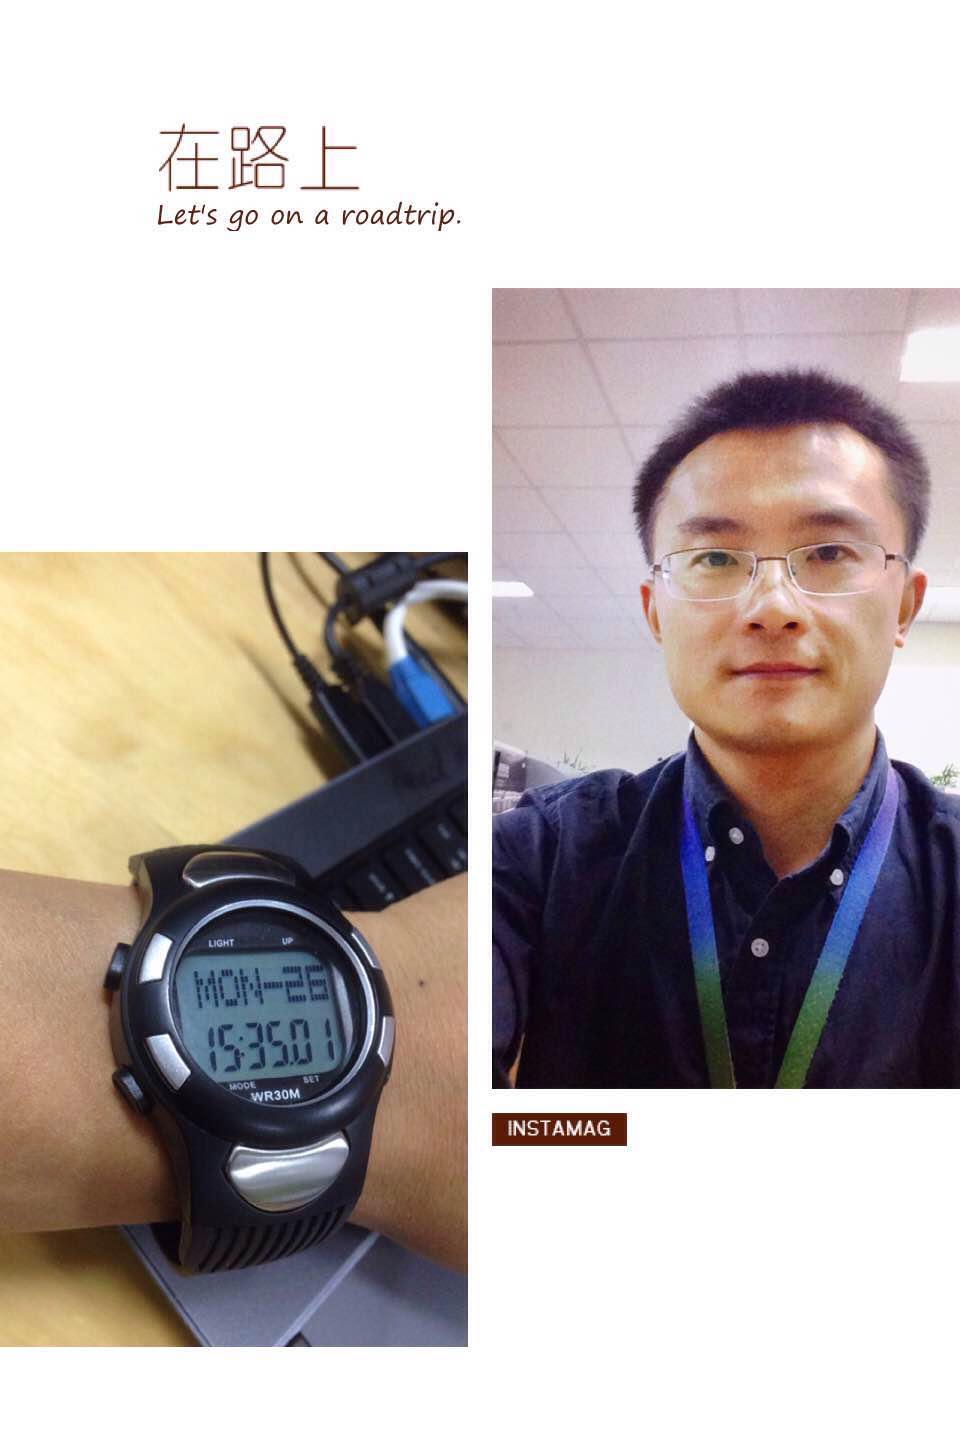 在路上
Let's go on a roadtrip.
LIGHT UP
MON-26
15:35.01
MODE SET
WR30M
INSTAMAG